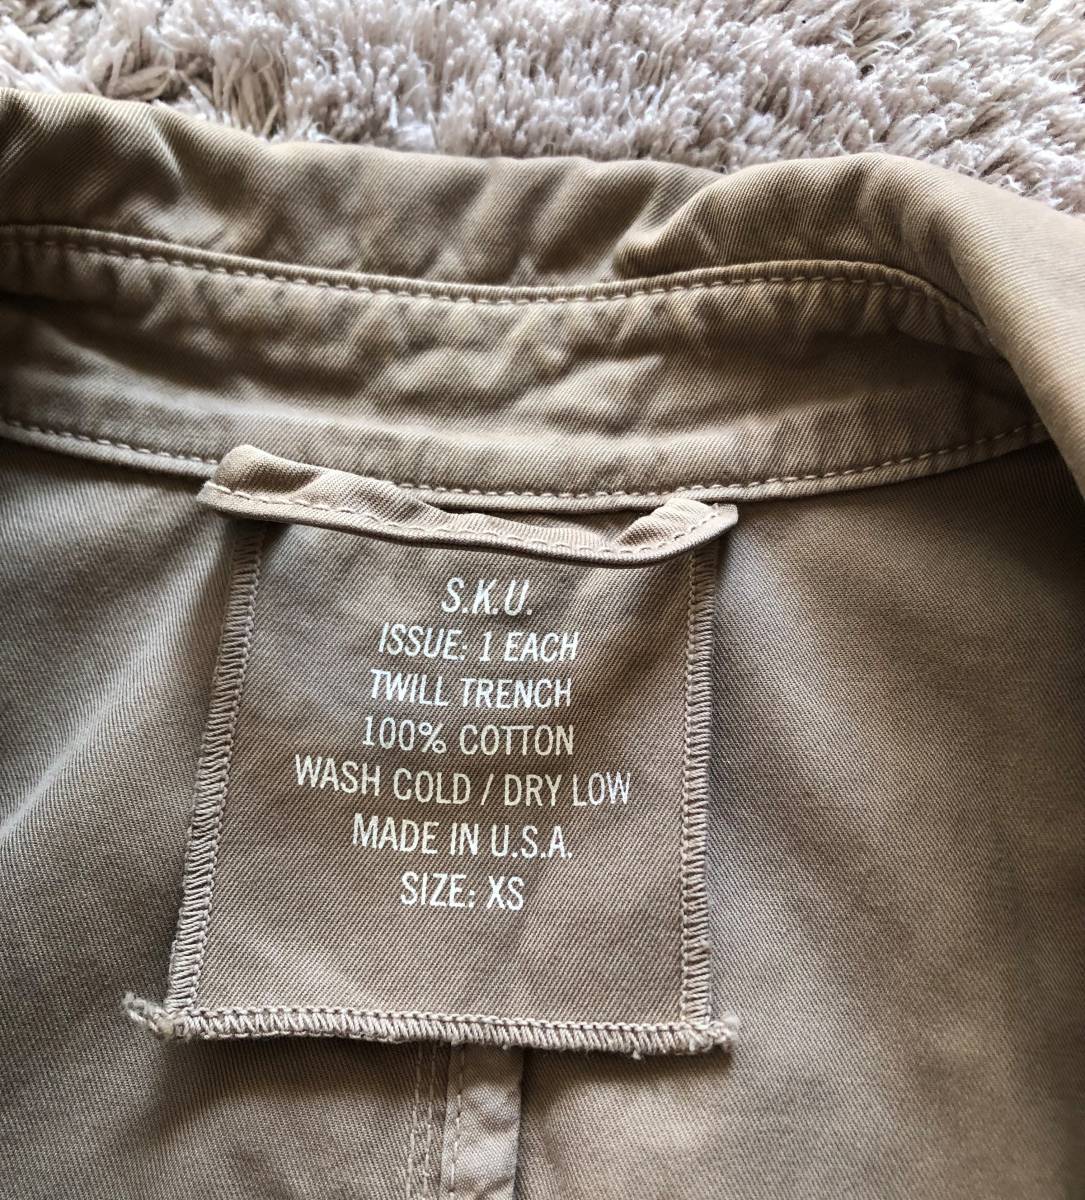 S.K.U.
ISSUE: 1 EACH
TWILL TRENCH
100% COTTON
WASH COLD / DRY LOW
MADE IN U.S.A.
SIZE: XS